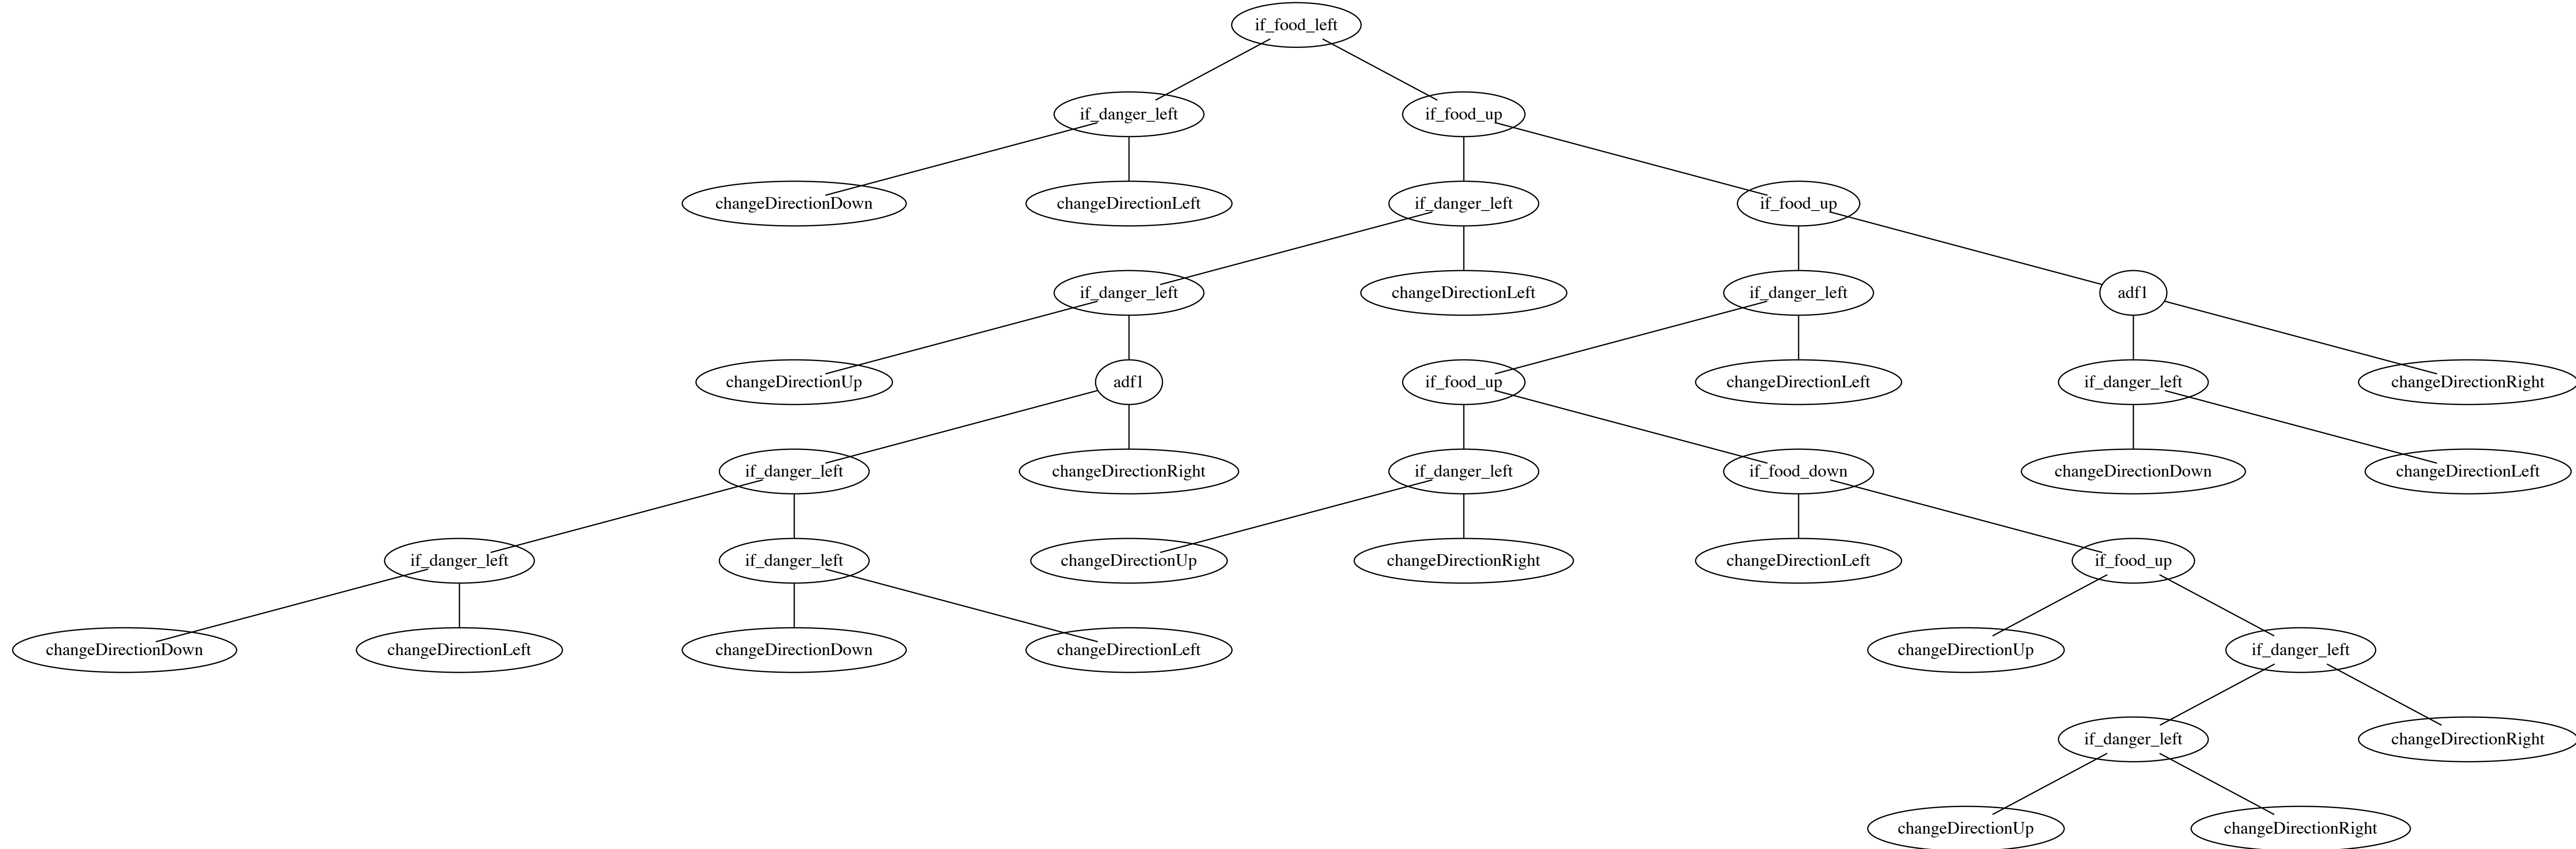 if_food_left
if_danger_left
if_food_up
changeDirectionDown
changeDirectionLeft
if_danger_left
if_food_up
if_danger_left
changeDirectionLeft
if_danger_left
adf1
changeDirectionUp
adf1
if_food_up
changeDirectionLeft
if_danger_left
changeDirectionRight
if_danger_left
changeDirectionRight
if_danger_left
if_food_down
changeDirectionDown
changeDirectionLeft
if_danger_left
if_danger_left
changeDirectionUp
changeDirectionRight
changeDirectionLeft
if_food_up
changeDirectionDown
changeDirectionLeft
changeDirectionDown
changeDirectionLeft
changeDirectionUp
if_danger_left
if_danger_left
changeDirectionRight
changeDirectionUp
changeDirectionRight